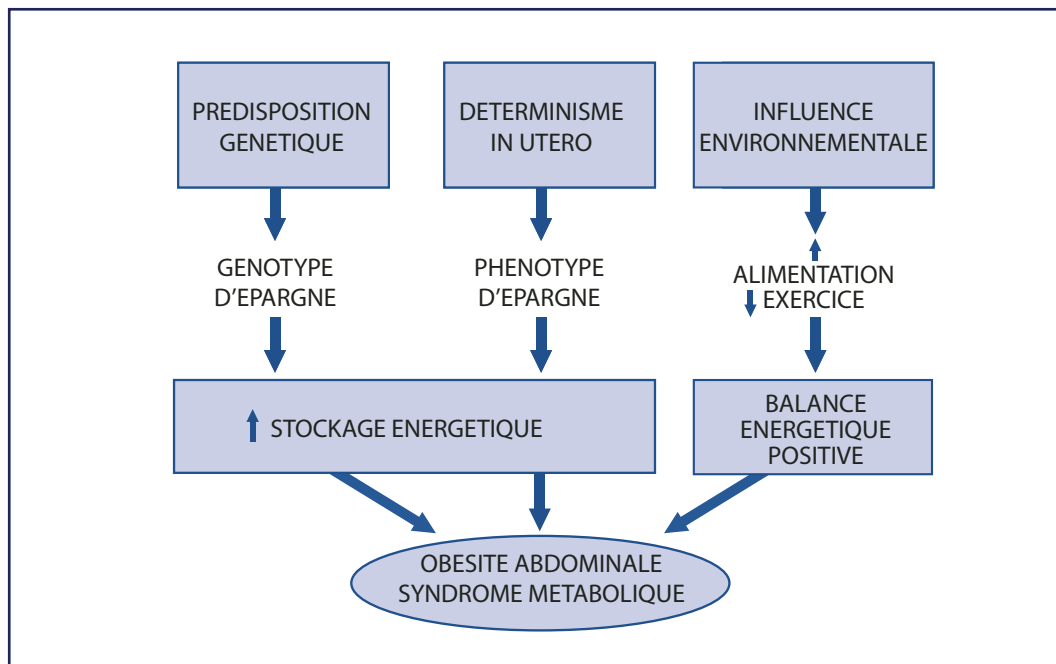 PREDISPOSITION
GENETIQUE
DETERMINISME
IN UTERO
INFLUENCE
ENVIRONNEMENTALE
GENOTYPE
D'EPARGNE
PHENOTYPE
D'EPARGNE
ALIMENTATION
EXERCICE
STOCKAGE ENERGETIQUE
BALANCE
ENERGETIQUE
POSITIVE
OBESITE ABDOMINALE
SYNDROME METABOLIQUE